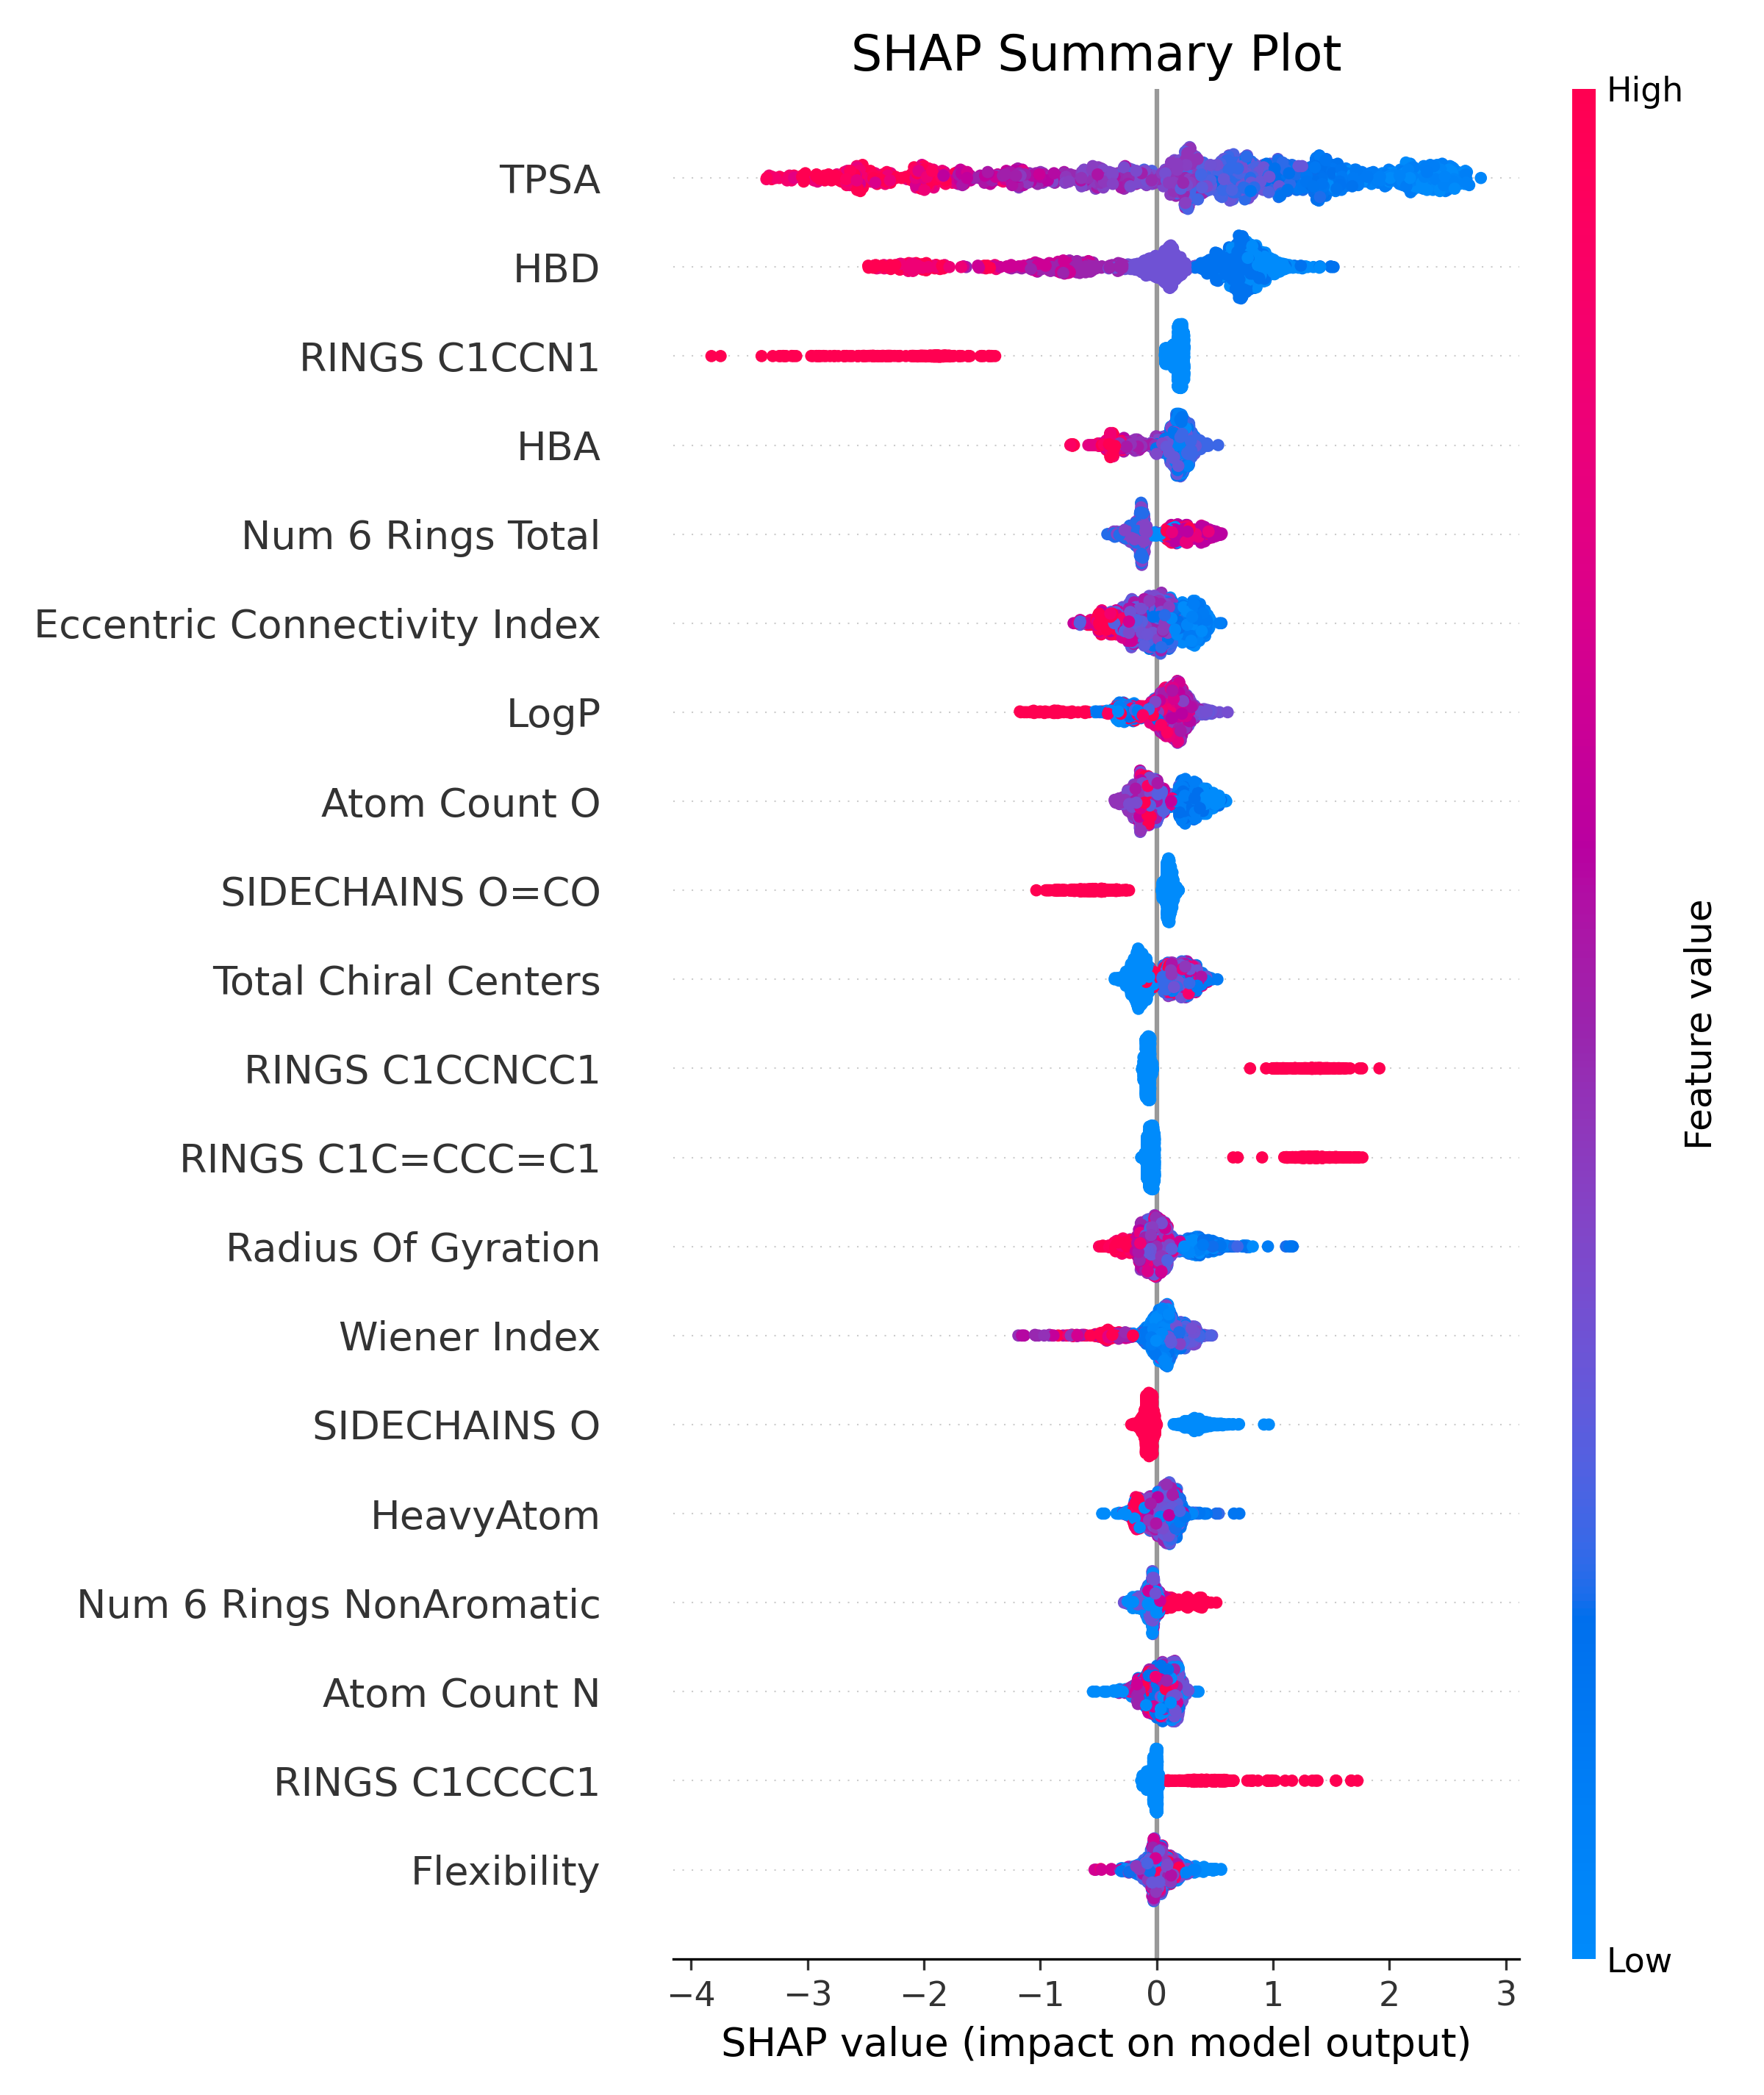 SHAP Summary Plot
High
TPSA
HBD
RINGS C1CCN1
HBA
Num 6 Rings Total
Eccentric Connectivity Index
LogP
Atom Count O
SIDECHAINS O=CO
Total Chiral Centers
RINGS C1CCNCC1
RINGS C1C=CCC=C1
Radius Of Gyration
Wiener Index
SIDECHAINS O
HeavyAtom
Num 6 Rings NonAromatic
Atom Count N
RINGS C1CCCC1
Flexibility
Feature value
Low
−4 −3 −2 −1 0 1 2 3
SHAP value (impact on model output)